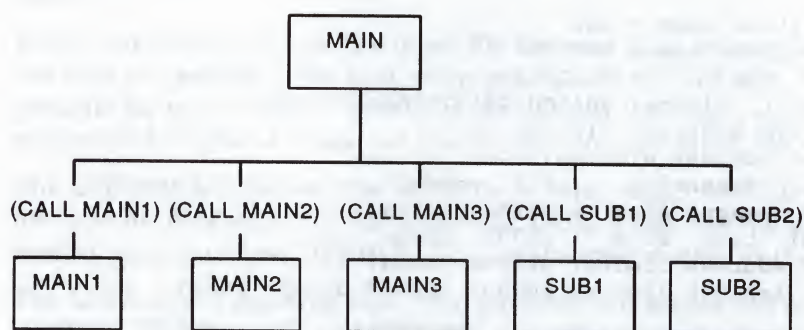 MAIN
(CALL MAIN1) (CALL MAIN2) (CALL MAIN3) (CALL SUB1) (CALL SUB2)
MAIN1 MAIN2 MAIN3 SUB1 SUB2